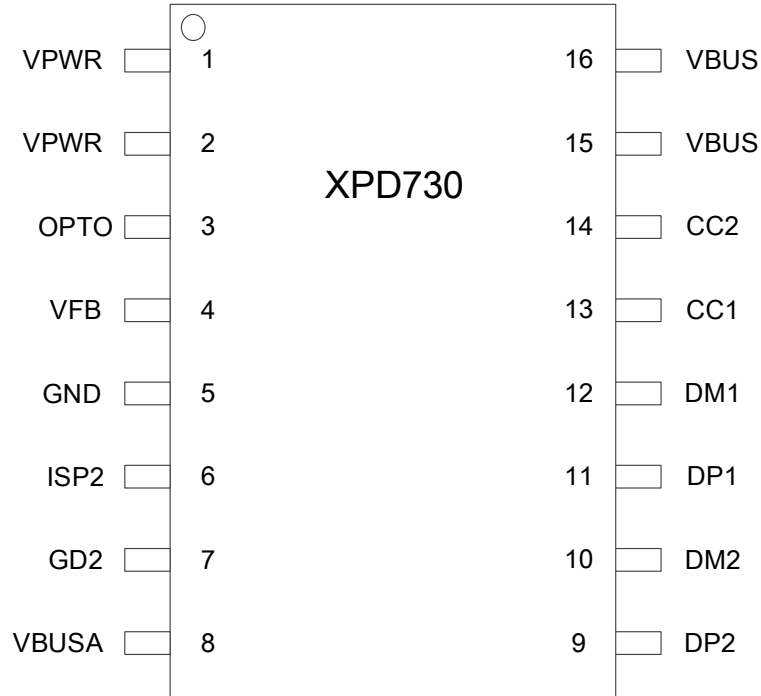 VPWR 1 16 VBUS
VPWR 2 15 VBUS
XPD730
OPTO 3 14 CC2
VFB 4 13 CC1
GND 5 12 DM1
ISP2 6 11 DP1
GD2 7 10 DM2
VBUSA 8 9 DP2